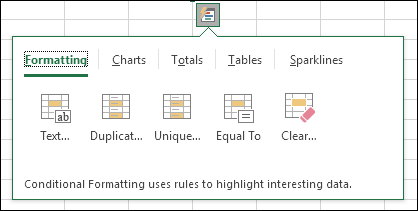 Formatting Charts Totals Tables Sparklines
ab
Text... Duplicat... Unique... Equal To Clear...
Conditional Formatting uses rules to highlight interesting data.